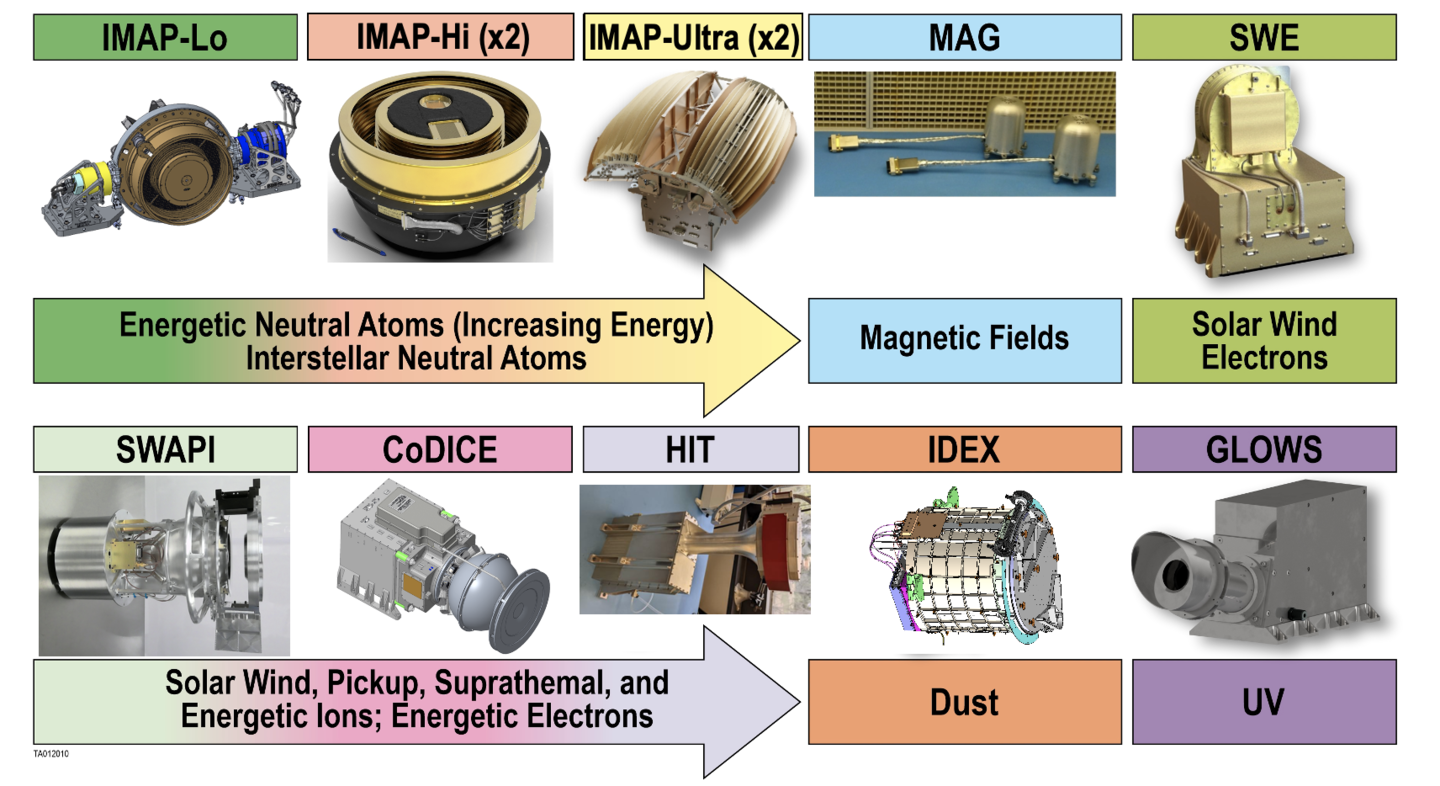 IMAP-Lo
IMAP-Hi (x2)
IMAP-Ultra (x2)
MAG
SWE
Energetic Neutral Atoms (Increasing Energy)
Interstellar Neutral Atoms
Magnetic Fields
Solar Wind
Electrons
SWAPI
CoDICE
HIT
IDEX
GLOWS
Solar Wind, Pickup, Suprathemal, and
Energetic Ions; Energetic Electrons
Dust
UV
TA012010